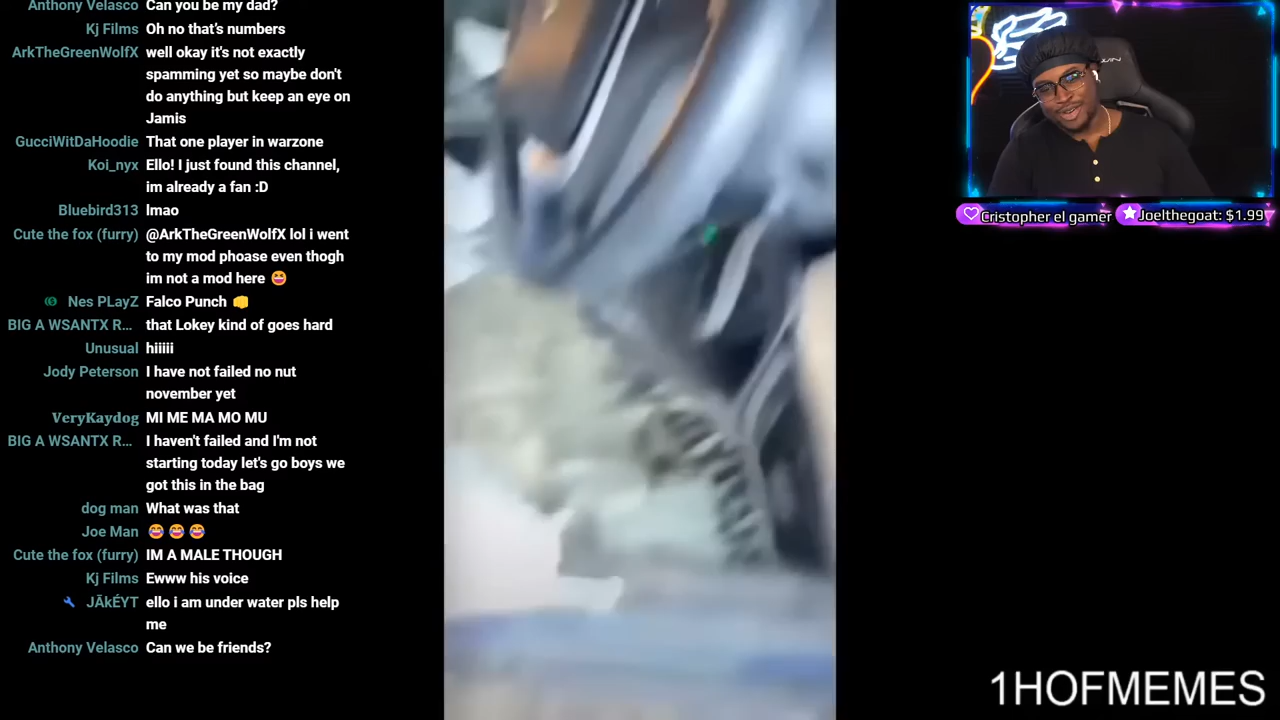 Anthony Velasco Can you be my dad?
Kj Films Oh no that's numbers
ArkTheGreenWolfX well okay it's not exactly
spamming yet so maybe don't
do anything but keep an eye on
Jamis
GucciWitDaHoodie That one player in warzone
Koi_nyx Ello! I just found this channel,
im already a fan :D
Bluebird313 lmao
Cute the fox (furry) @ArkTheGreenWolfX lol i went
to my mod phoase even thogh
im not a mod here 😆
Nes PLayZ Falco Punch 👊
BIG A WSANTX R... that Lokey kind of goes hard
Unusual hiiiii
Jody Peterson I have not failed no nut
november yet
VeryKaydog MI ME MA MO MU
BIG A WSANTX R... I haven't failed and I'm not
starting today let's go boys we
got this in the bag
dog man What was that
Joe Man 😂 😂 😂
Cute the fox (furry) IM A MALE THOUGH
Kj Films Ewww his voice
JÃkÉYT ello i am under water pls help
me
Anthony Velasco Can we be friends?
Cristopher el gamer
Joelthegoat: $1.99
1HOFMEMES